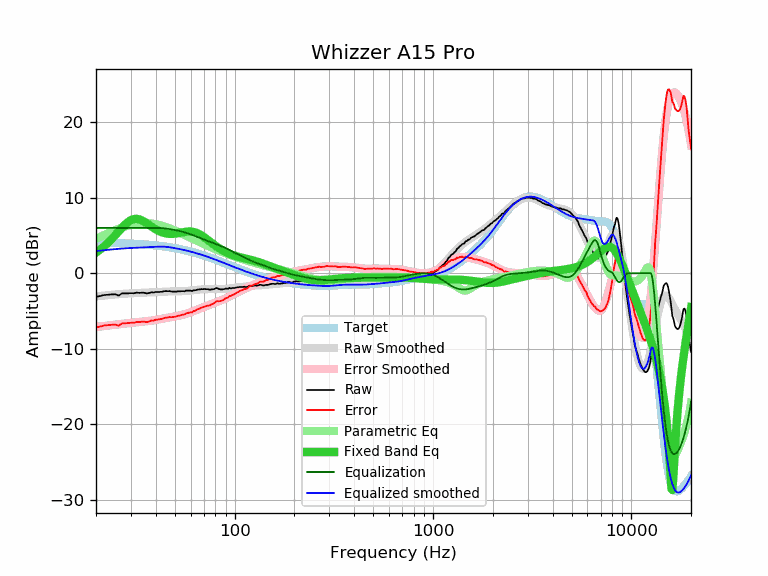 Whizzer A15 Pro
Amplitude (dBr)
20
10
0
−10
−20
−30
Target
Raw Smoothed
Error Smoothed
Raw
Error
Parametric Eq
Fixed Band Eq
Equalization
Equalized smoothed
100
1000
10000
Frequency (Hz)